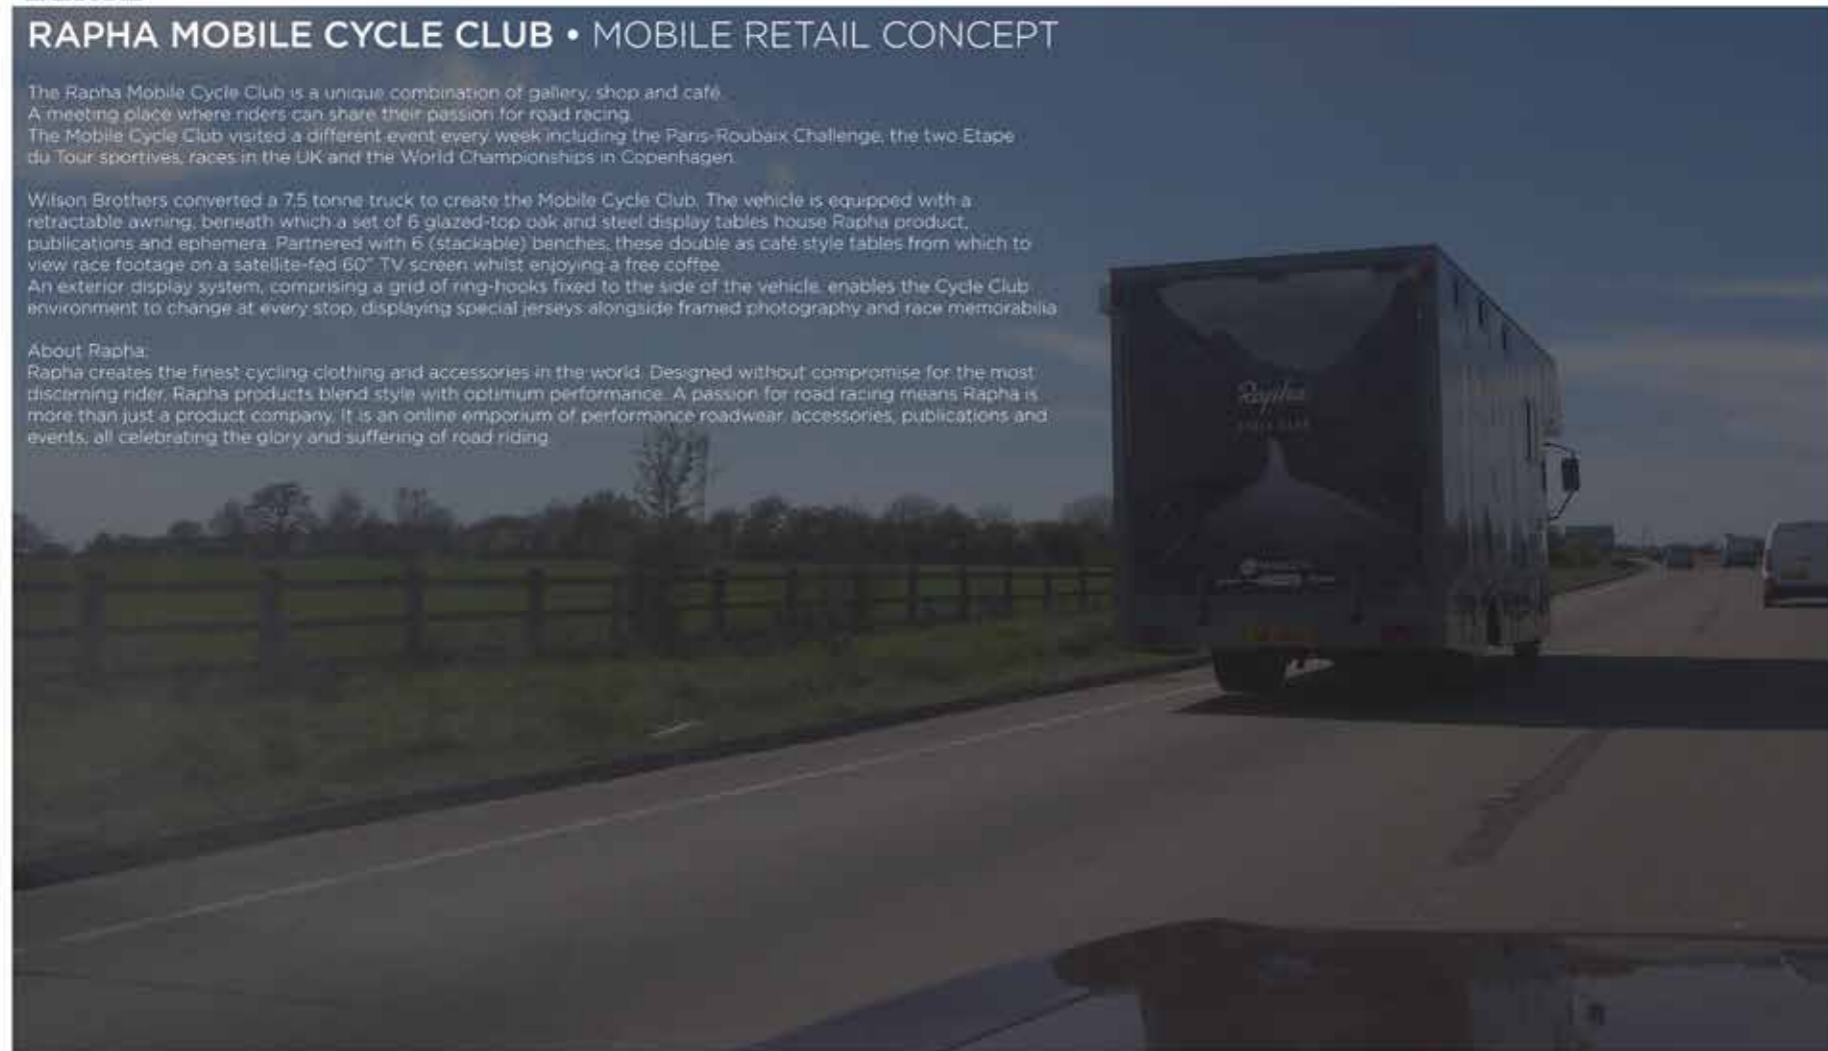 RAPHA MOBILE CYCLE CLUB • MOBILE RETAIL CONCEPT
The Rapha Mobile Cycle Club is a unique combination of gallery, shop and café.
A meeting place where riders can share their passion for road racing.
The Mobile Cycle Club visited a different event every week including the Paris-Roubaix Challenge, the two Etape
du Tour sportives, races in the UK and the World Championships in Copenhagen.
Wilson Brothers converted a 7.5 tonne truck to create the Mobile Cycle Club. The vehicle is equipped with a
retractable awning, beneath which a set of 6 glazed-top oak and steel display tables house Rapha product,
publications and ephemera. Partnered with 6 (stackable) benches, these double as café style tables from which to
view race footage on a satellite-fed 60" TV screen whilst enjoying a free coffee.
An exterior display system, comprising a grid of ring-hooks fixed to the side of the vehicle, enables the Cycle Club
environment to change at every stop, displaying special jerseys alongside framed photography and race memorabilia
About Rapha:
Rapha creates the finest cycling clothing and accessories in the world. Designed without compromise for the most
discerning rider, Rapha products blend style with optimum performance. A passion for road racing means Rapha is
more than just a product company. It is an online emporium of performance roadwear, accessories, publications and
events, all celebrating the glory and suffering of road riding.
Rapha